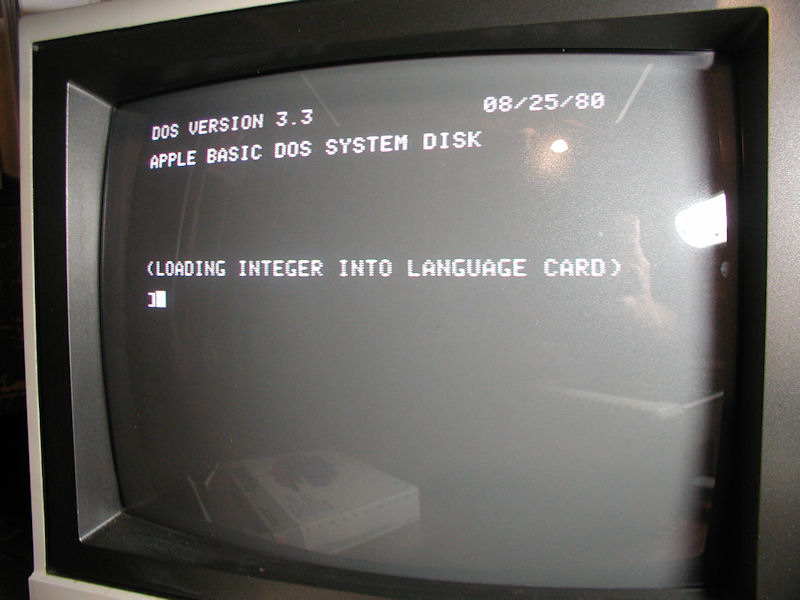 DOS VERSION 3.3 08/25/80
APPLE BASIC DOS SYSTEM DISK
(LOADING INTEGER INTO LANGUAGE CARD)
]